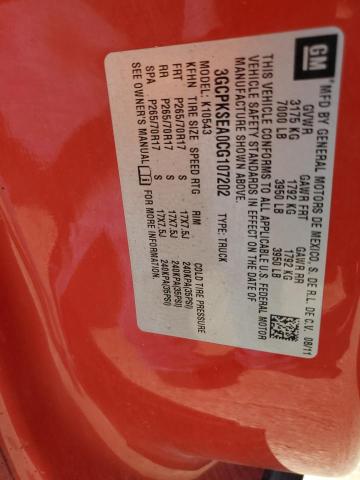 GM
MFD BY GENERAL MOTORS DE MEXICO, S. DE R.L. DE C.V. 08/11
GVWR GAWR FRT GAWR RR
3175 KG 1792 KG 1792 KG
7000 LB 3950 LB 3950 LB
THIS VEHICLE CONFORMS TO ALL APPLICABLE U.S. FEDERAL MOTOR
VEHICLE SAFETY STANDARDS IN EFFECT ON THE DATE OF
MANUFACTURE SHOWN ABOVE.
3GCPKSEA0CG107202 TYPE: TRUCK
MODEL: K10543
KFHN TIRE SIZE SPEED RTG RIM COLD TIRE PRESSURE
FRT P265/70R17 S 17X7.5J 240KPA(35PSI)
RR P265/70R17 S 17X7.5J 240KPA(35PSI)
SPA P265/70R17 S 17X7.5J 240KPA(35PSI)
SEE OWNER'S MANUAL